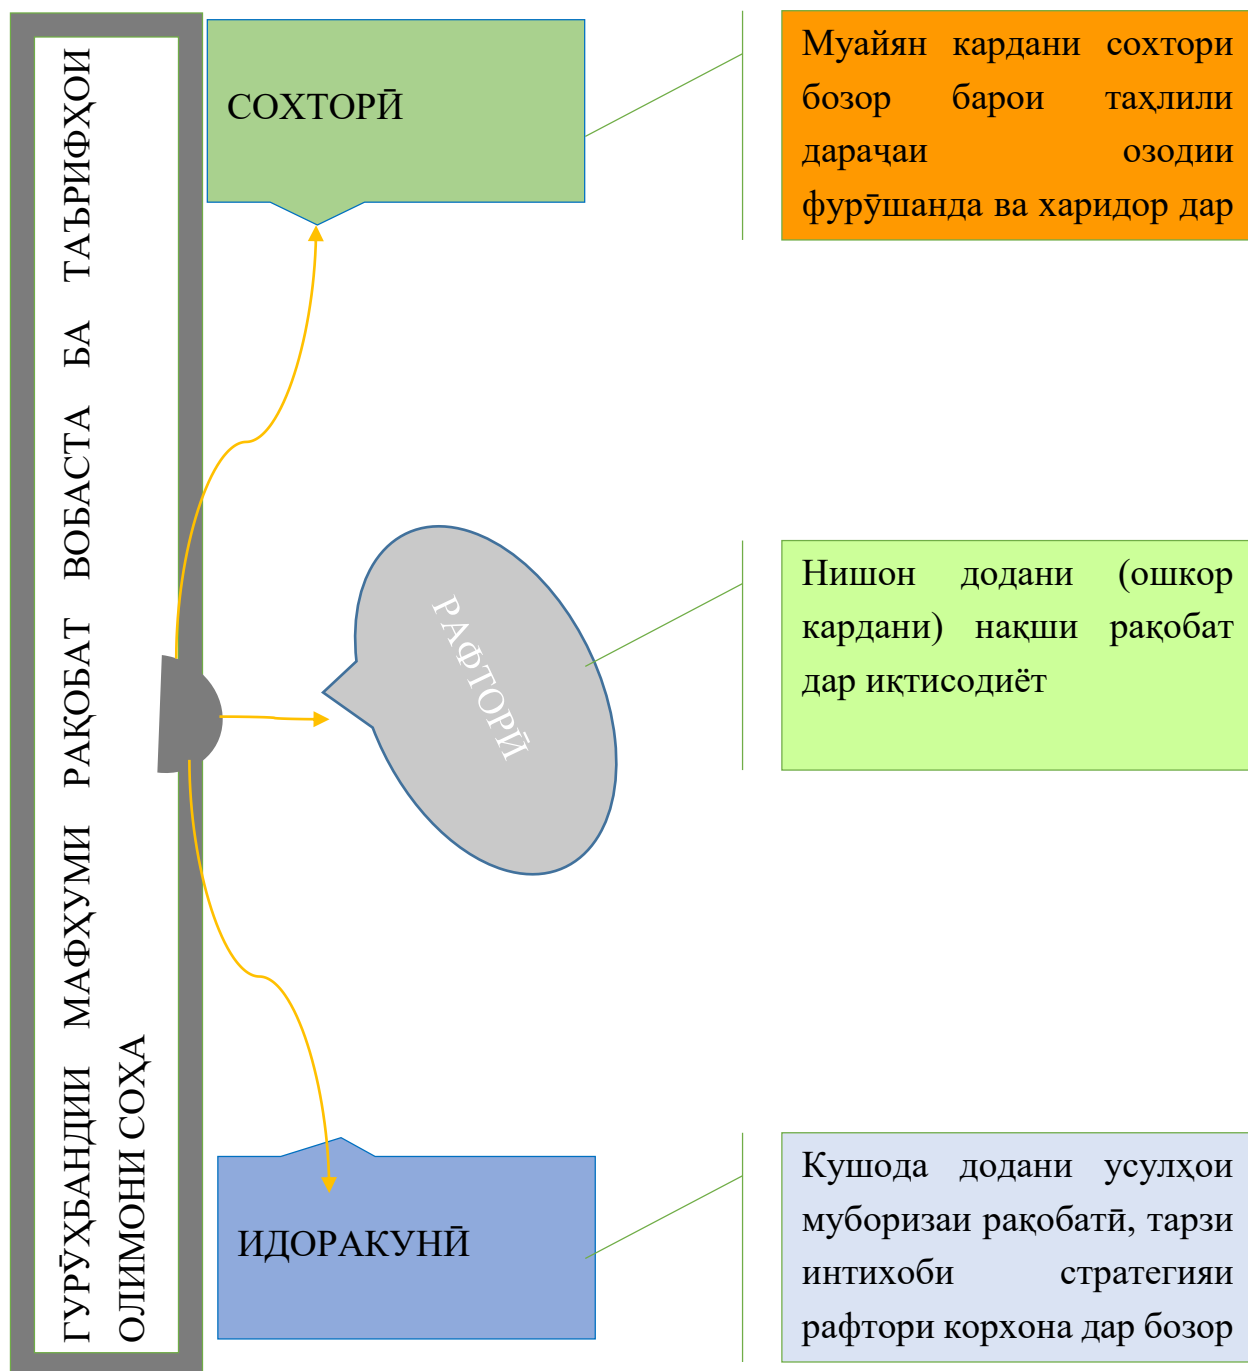 ГУРӮҲБАНДИИ МАФҲУМИ РАҚОБАТ ВОБАСТА БА ТАЪРИФҲОИ
ОЛИМОНИ СОҲА
СОХТОРӢ
Муайян кардани сохтори
бозор барои таҳлили
дараҷаи озодии
фурӯшанда ва харидор дар
РАФТОРӢ
Нишон додани (ошкор
кардани) нақши рақобат
дар иқтисодиёт
ИДОРАКУНӢ
Кушода додани усулҳои
муборизаи рақобатӣ, тарзи
интихоби стратегияи
рафтори корхона дар бозор